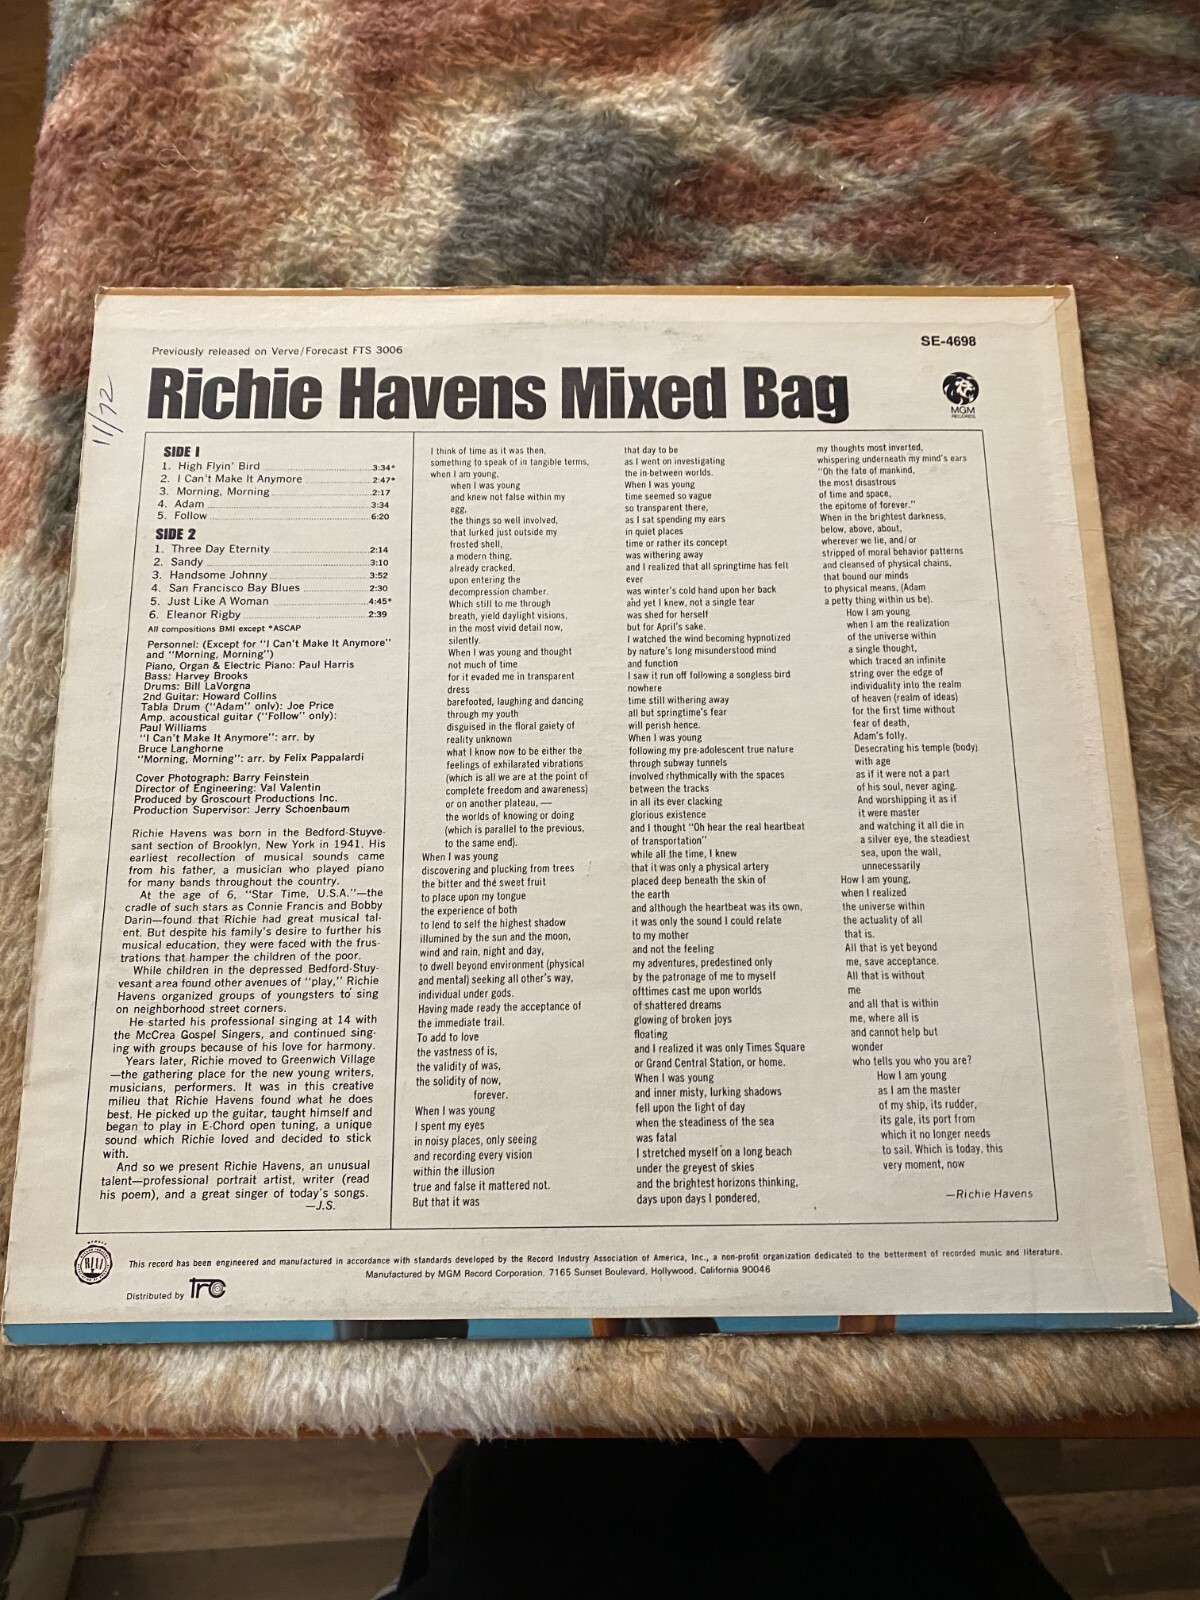 Previously released on Verve/Forecast FTS 3006
SE-4698
Richie Havens Mixed Bag
MGM
RECORDS
11/72
SIDE 1
1. High Flyin' Bird 3:34*
2. I Can't Make It Anymore 2:47*
3. Morning, Morning 2:17
4. Adam 3:34
5. Follow 6:20
SIDE 2
1. Three Day Eternity 2:14
2. Sandy 3:10
3. Handsome Johnny 3:52
4. San Francisco Bay Blues 2:30
5. Just Like A Woman 4:45*
6. Eleanor Rigby 2:39
All compositions BMI except *ASCAP
Personnel: (Except for "I Can't Make It Anymore"
and "Morning, Morning")
Piano, Organ & Electric Piano: Paul Harris
Bass: Harvey Brooks
Drums: Bill LaVorgna
2nd Guitar: Howard Collins
Tabla Drum ("Adam" only): Joe Price
Amp. acoustical guitar ("Follow" only):
Paul Williams
"I Can't Make It Anymore": arr. by
Bruce Langhorne
"Morning, Morning": arr. by Felix Pappalardi
Cover Photograph: Barry Feinstein
Director of Engineering: Val Valentin
Produced by Groscourt Productions Inc.
Production Supervisor: Jerry Schoenbaum
Richie Havens was born in the Bedford-Stuyve-
sant section of Brooklyn, New York in 1941. His
earliest recollection of musical sounds came
from his father, a musician who played piano
for many bands throughout the country.
At the age of 6, "Star Time, U.S.A."—the
cradle of such stars as Connie Francis and Bobby
Darin—found that Richie had great musical tal-
ent. But despite his family's desire to further his
musical education, they were faced with the frus-
trations that hamper the children of the poor.
While children in the depressed Bedford-Stuy-
vesant area found other avenues of "play," Richie
Havens organized groups of youngsters to sing
on neighborhood street corners.
He started his professional singing at 14 with
the McCrea Gospel Singers, and continued sing-
ing with groups because of his love for harmony.
Years later, Richie moved to Greenwich Village
—the gathering place for the new young writers,
musicians, performers. It was in this creative
milieu that Richie Havens found what he does
best. He picked up the guitar, taught himself and
began to play in E-Chord open tuning, a unique
sound which Richie loved and decided to stick
with.
And so we present Richie Havens, an unusual
talent—professional portrait artist, writer (read
his poem), and a great singer of today's songs.
—J.S.
I think of time as it was then,
something to speak of in tangible terms,
when I am young,
when I was young
and knew not false within my
egg,
the things so well involved,
that lurked just outside my
frosted shell,
a modern thing,
already cracked,
upon entering the
decompression chamber.
Which still to me through
breath, yield daylight visions,
in the most vivid detail now,
silently.
When I was young and thought
not much of time
for it evaded me in transparent
dress
barefooted, laughing and dancing
through my youth
disguised in the floral gaiety of
reality unknown
what I know now to be either the
feelings of exhilarated vibrations
(which is all we are at the point of
complete freedom and awareness)
or on another plateau, —
the worlds of knowing or doing
(which is parallel to the previous,
to the same end).
When I was young
discovering and plucking from trees
the bitter and the sweet fruit
to place upon my tongue
the experience of both
to lend to self the highest shadow
illumined by the sun and the moon,
wind and rain, night and day,
to dwell beyond environment (physical
and mental) seeking all other's way,
individual under gods.
Having made ready the acceptance of
the immediate trail.
To add to love
the vastness of is,
the validity of was,
the solidity of now,
forever.
When I was young
I spent my eyes
in noisy places, only seeing
and recording every vision
within the illusion
true and false it mattered not.
But that it was
that day to be
as I went on investigating
the in-between worlds.
When I was young
time seemed so vague
so transparent there,
as I sat spending my ears
in quiet places
time or rather its concept
was withering away
and I realized that all springtime has felt
ever
was winter's cold hand upon her back
and yet I knew, not a single tear
was shed for herself
but for April's sake.
I watched the wind becoming hypnotized
by nature's long misunderstood mind
and function
I saw it run off following a songless bird
nowhere
time still withering away
all but springtime's fear
will perish hence.
When I was young
following my pre-adolescent true nature
through subway tunnels
involved rhythmically with the spaces
between the tracks
in all its ever clacking
glorious existence
and I thought "Oh hear the real heartbeat
of transportation"
while all the time, I knew
that it was only a physical artery
placed deep beneath the skin of
the earth
and although the heartbeat was its own,
it was only the sound I could relate
to my mother
and not the feeling
my adventures, predestined only
by the patronage of me to myself
ofttimes cast me upon worlds
of shattered dreams
glowing of broken joys
floating
and I realized it was only Times Square
or Grand Central Station, or home.
When I was young
and inner misty, lurking shadows
fell upon the light of day
when the steadiness of the sea
was fatal
I stretched myself on a long beach
under the greyest of skies
and the brightest horizons thinking,
days upon days I pondered,
my thoughts most inverted,
whispering underneath my mind's ears
"Oh the fate of mankind,
the most disastrous
of time and space,
the epitome of forever."
When in the brightest darkness,
below, above, about,
wherever we lie, and/or
stripped of moral behavior patterns
and cleansed of physical chains,
that bound our minds
to physical means, (Adam
a petty thing within us be).
How I am young
when I am the realization
of the universe within
a single thought,
which traced an infinite
string over the edge of
individuality into the realm
of heaven (realm of ideas)
for the first time without
fear of death,
Adam's folly.
Desecrating his temple (body)
with age
as if it were not a part
of his soul, never aging.
And worshipping it as if
it were master
and watching it all die in
a silver eye, the steadiest
sea, upon the wall,
unnecessarily
How I am young,
when I realized
the universe within
the actuality of all
that is.
All that is yet beyond
me, save acceptance.
All that is without
me
and all that is within
me, where all is
and cannot help but
wonder
who tells you who you are?
How I am young
as I am the master
of my ship, its rudder,
its gale, its port from
which it no longer needs
to sail. Which is today, this
very moment, now
—Richie Havens
This record has been engineered and manufactured in accordance with standards developed by the Record Industry Association of America, Inc., a non-profit organization dedicated to the betterment of recorded music and literature.
Manufactured by MGM Record Corporation, 7165 Sunset Boulevard, Hollywood, California 90046
Distributed by TRC